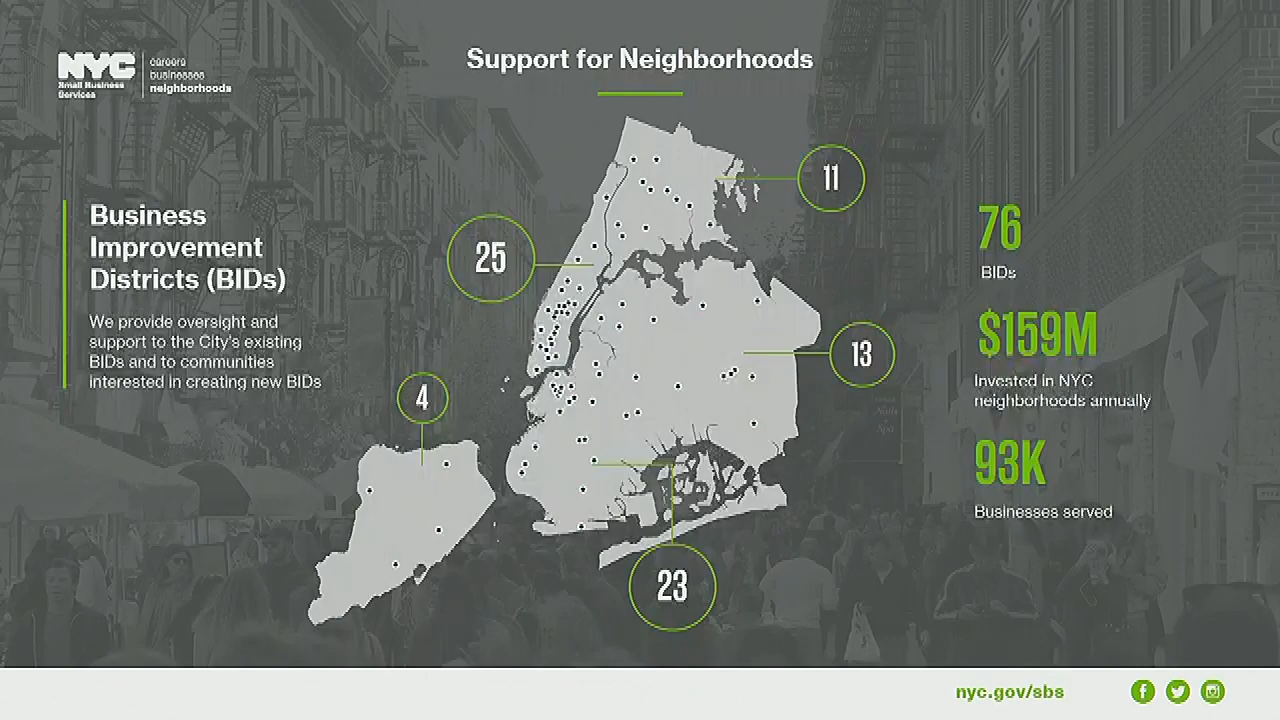 NYC
Small Business
Services
careers
businesses
neighborhoods
Support for Neighborhoods
Business
Improvement
Districts (BIDs)
We provide oversight and
support to the City's existing
BIDs and to communities
interested in creating new BIDs
11
25
13
4
23
76
BIDs
$159M
Invested in NYC
neighborhoods annually
93K
Businesses served
nyc.gov/sbs